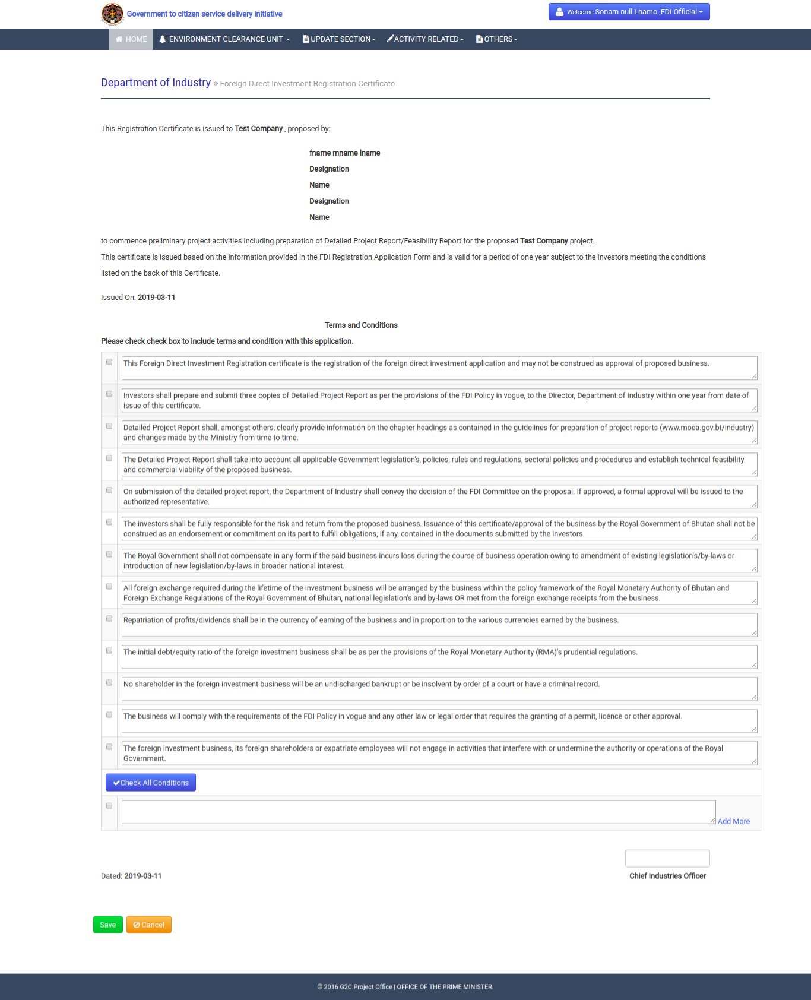 Government to citizen service delivery initiative
Welcome Sonam null Lhamo ,FDI Official
HOME ENVIRONMENT CLEARANCE UNIT UPDATE SECTION ACTIVITY RELATED OTHERS
Department of Industry » Foreign Direct Investment Registration Certificate
This Registration Certificate is issued to Test Company , proposed by:
fname mname lname
Designation
Name
Designation
Name
to commence preliminary project activities including preparation of Detailed Project Report/Feasibility Report for the proposed Test Company project.
This certificate is issued based on the information provided in the FDI Registration Application Form and is valid for a period of one year subject to the investors meeting the conditions
listed on the back of this Certificate.
Issued On: 2019-03-11
Terms and Conditions
Please check check box to include terms and condition with this application.
This Foreign Direct Investment Registration certificate is the registration of the foreign direct investment application and may not be construed as approval of proposed business.
Investors shall prepare and submit three copies of Detailed Project Report as per the provisions of the FDI Policy in vogue, to the Director, Department of Industry within one year from date of
issue of this certificate.
Detailed Project Report shall, amongst others, clearly provide information on the chapter headings as contained in the guidelines for preparation of project reports (www.moea.gov.bt/industry)
and changes made by the Ministry from time to time.
The Detailed Project Report shall take into account all applicable Government legislation's, policies, rules and regulations, sectoral policies and procedures and establish technical feasibility
and commercial viability of the proposed business.
On submission of the detailed project report, the Department of Industry shall convey the decision of the FDI Committee on the proposal. If approved, a formal approval will be issued to the
authorized representative.
The investors shall be fully responsible for the risk and return from the proposed business. Issuance of this certificate/approval of the business by the Royal Government of Bhutan shall not be
construed as an endorsement or commitment on its part to fulfill obligations, if any, contained in the documents submitted by the investors.
The Royal Government shall not compensate in any form if the said business incurs loss during the course of business operation owing to amendment of existing legislation's/by-laws or
introduction of new legislation/by-laws in broader national interest.
All foreign exchange required during the lifetime of the investment business will be arranged by the business within the policy framework of the Royal Monetary Authority of Bhutan and
Foreign Exchange Regulations of the Royal Government of Bhutan, national legislation's and by-laws OR met from the foreign exchange receipts from the business.
Repatriation of profits/dividends shall be in the currency of earning of the business and in proportion to the various currencies earned by the business.
The initial debt/equity ratio of the foreign investment business shall be as per the provisions of the Royal Monetary Authority (RMA)'s prudential regulations.
No shareholder in the foreign investment business will be an undischarged bankrupt or be insolvent by order of a court or have a criminal record.
The business will comply with the requirements of the FDI Policy in vogue and any other law or legal order that requires the granting of a permit, licence or other approval.
The foreign investment business, its foreign shareholders or expatriate employees will not engage in activities that interfere with or undermine the authority or operations of the Royal
Government.
Check All Conditions
Add More
Dated: 2019-03-11
Chief Industries Officer
Save Cancel
© 2016 G2C Project Office | OFFICE OF THE PRIME MINISTER.